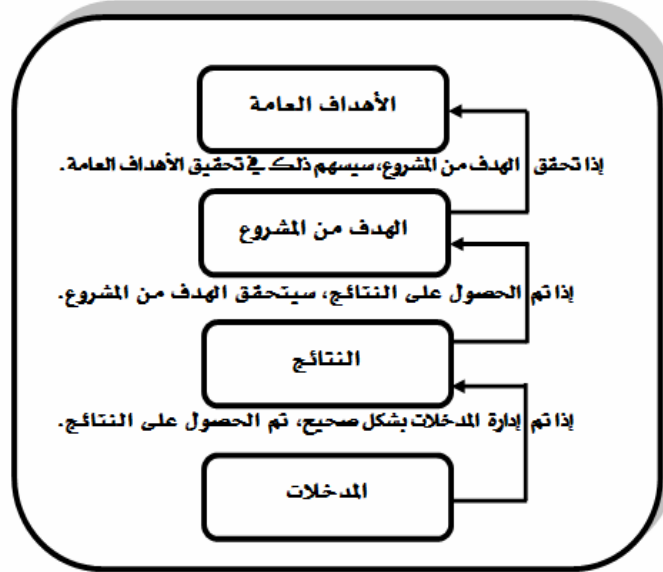 الأهداف العامة
إذا تحقق الهدف من المشروع، سيسهم ذلك في تحقيق الأهداف العامة.
الهدف من المشروع
إذا تم الحصول على النتائج، سيتحقق الهدف من المشروع.
النتائج
إذا تم إدارة المدخلات بشكل صحيح، تم الحصول على النتائج.
المدخلات